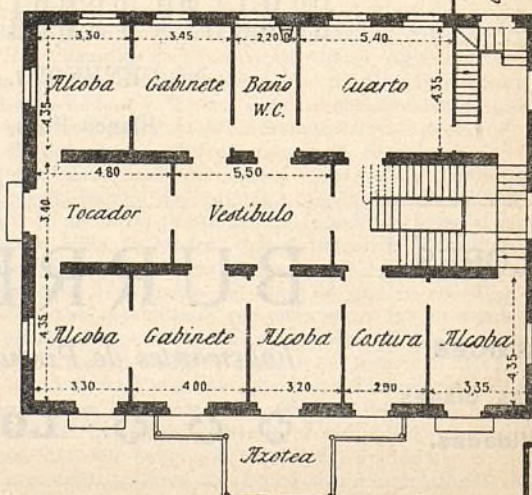 3,30 3,45 2,20 5,40
Alcoba Gabinete Baño W.C. Cuarto
4,35 4,35
4,80 5,50
3,40 Tocador Vestibulo
4,35 Alcoba Gabinete Alcoba Costura Alcoba 4,35
3,30 4,00 3,20 2,90 3,35
Azotea